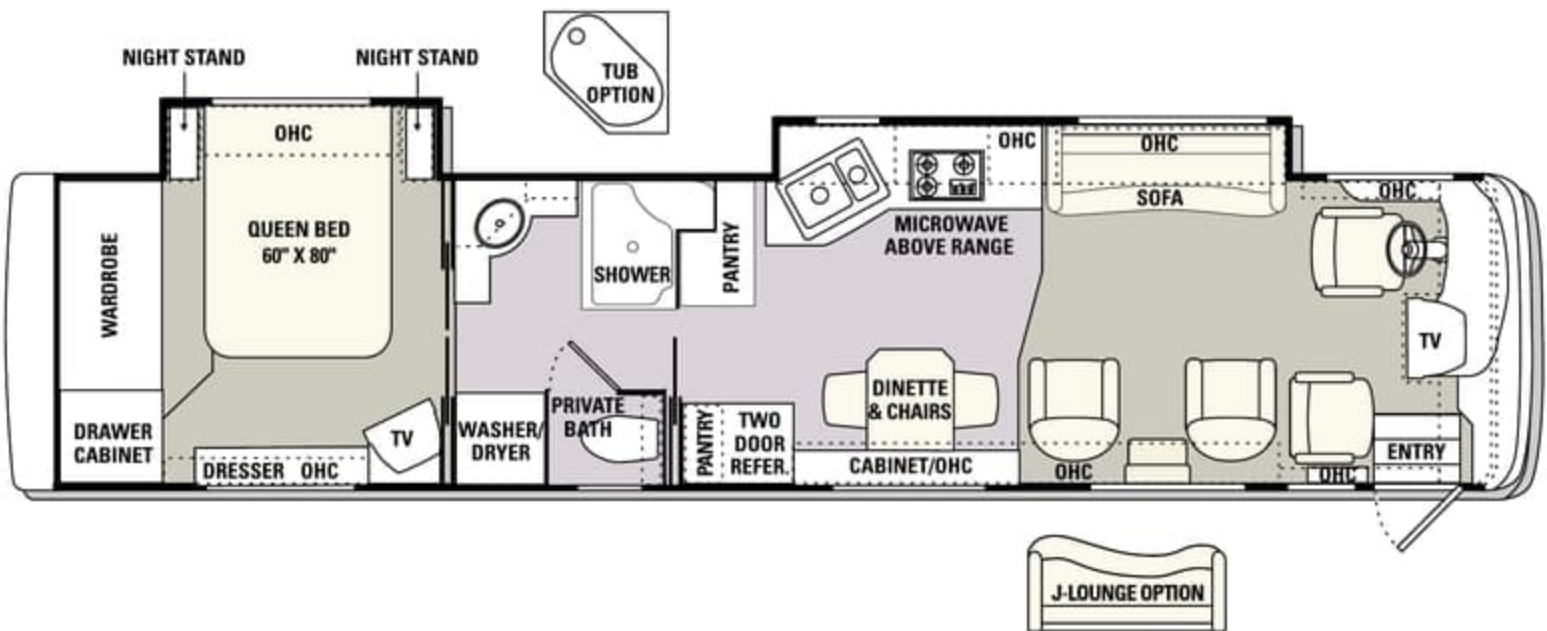 NIGHT STAND
NIGHT STAND
TUB
OPTION
OHC
QUEEN BED
60" X 80"
WARDROBE
DRAWER
CABINET
DRESSER OHC
TV
SHOWER
PANTRY
WASHER/
DRYER
PRIVATE
BATH
OHC
MICROWAVE
ABOVE RANGE
PANTRY
TWO
DOOR
REFER.
DINETTE
& CHAIRS
CABINET/OHC
OHC
SOFA
OHC
TV
OHC
OHC
ENTRY
J-LOUNGE OPTION